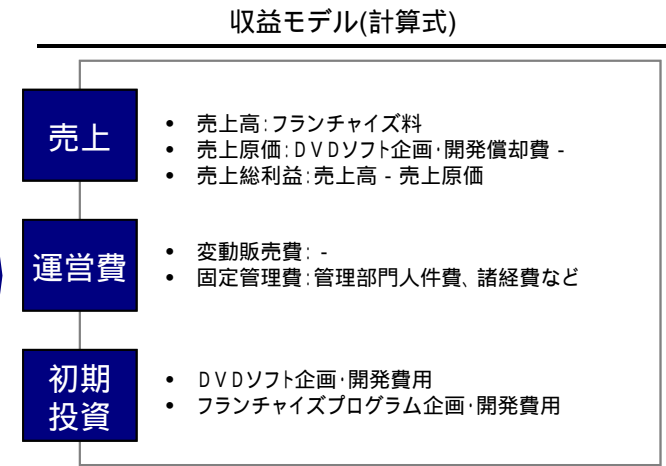 収益モデル(計算式)
売上
• 売上高:フランチャイズ料
• 売上原価:DVDソフト企画・開発償却費 -
• 売上総利益:売上高 - 売上原価
運営費
• 変動販売費: -
• 固定管理費:管理部門人件費、諸経費など
初期
投資
• DVDソフト企画・開発費用
• フランチャイズプログラム企画・開発費用